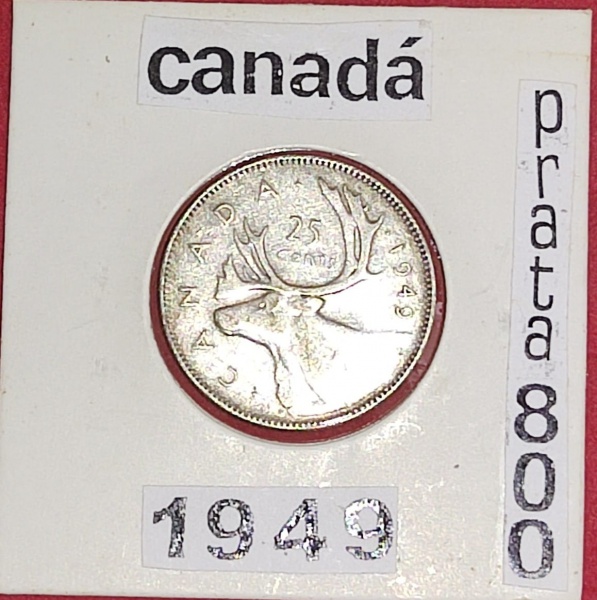 canadá
prata 800
CANADA
25
CENTS
1949
1949